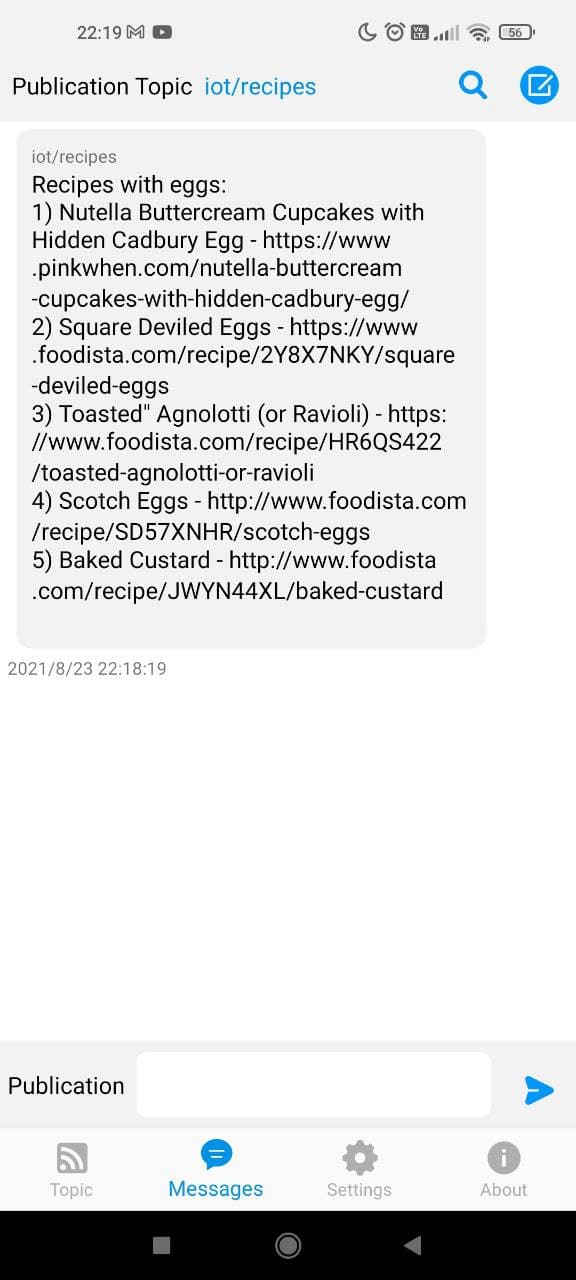 22:19
Vo LTE
56
Publication Topic iot/recipes
iot/recipes
Recipes with eggs:
1) Nutella Buttercream Cupcakes with
Hidden Cadbury Egg - https://www
.pinkwhen.com/nutella-buttercream
-cupcakes-with-hidden-cadbury-egg/
2) Square Deviled Eggs - https://www
.foodista.com/recipe/2Y8X7NKY/square
-deviled-eggs
3) Toasted" Agnolotti (or Ravioli) - https:
//www.foodista.com/recipe/HR6QS422
/toasted-agnolotti-or-ravioli
4) Scotch Eggs - http://www.foodista.com
/recipe/SD57XNHR/scotch-eggs
5) Baked Custard - http://www.foodista
.com/recipe/JWYN44XL/baked-custard
2021/8/23 22:18:19
Publication
Topic
Messages
Settings
About